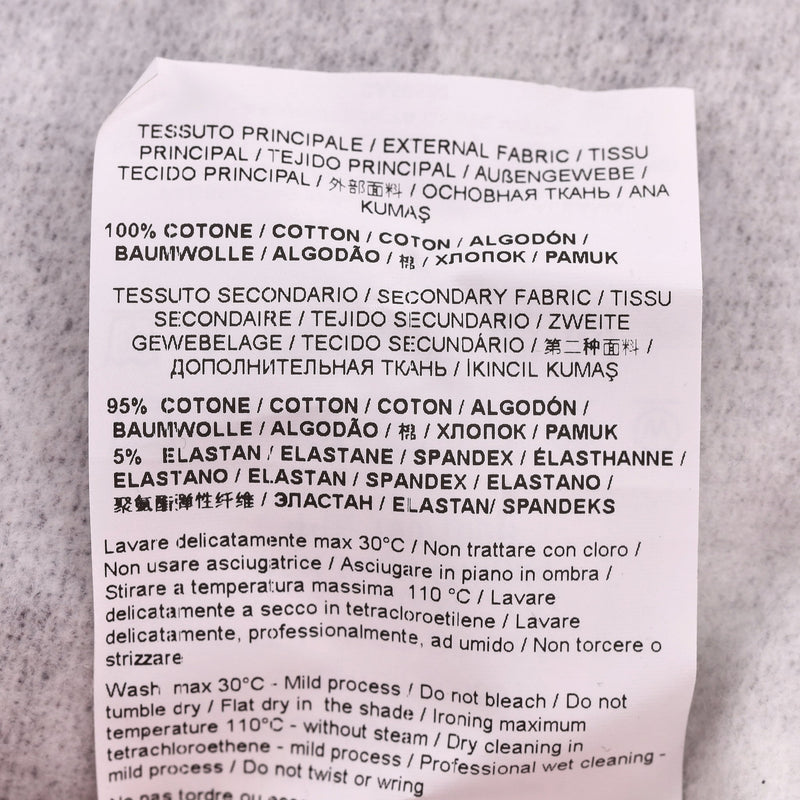 TESSUTO PRINCIPALE / EXTERNAL FABRIC / TISSU
PRINCIPAL / TEJIDO PRINCIPAL / AUßENGEWEBE /
TECIDO PRINCIPAL / 外部面料 / ОСНОВНАЯ ТКАНЬ / ANA
KUMAŞ
100% COTONE / COTTON / COTON / ALGODÓN /
BAUMWOLLE / ALGODÃO / 棉 / ХЛОПОК / PAMUK
TESSUTO SECONDARIO / SECONDARY FABRIC / TISSU
SECONDAIRE / TEJIDO SECUNDARIO / ZWEITE
GEWEBELAGE / TECIDO SECUNDÁRIO / 第二种面料 /
ДОПОЛНИТЕЛЬНАЯ ТКАНЬ / İKINCIL KUMAŞ
95% COTONE / COTTON / COTON / ALGODÓN /
BAUMWOLLE / ALGODÃO / 棉 / ХЛОПОК / PAMUK
5% ELASTAN / ELASTANE / SPANDEX / ÉLASTHANNE /
ELASTANO / ELASTAN / SPANDEX / ELASTANO /
聚氨酯弹性纤维 / ЭЛАСТАН / ELASTAN/ SPANDEKS
Lavare delicatamente max 30°C / Non trattare con cloro /
Non usare asciugatrice / Asciugare in piano in ombra /
Stirare a temperatura massima 110 °C / Lavare
delicatamente a secco in tetracloroetilene / Lavare
delicatamente, professionalmente, ad umido / Non torcere o
strizzare
Wash max 30°C - Mild process / Do not bleach / Do not
tumble dry / Flat dry in the shade / Ironing maximum
temperature 110°C - without steam / Dry cleaning in
tetrachloroethene - mild process / Professional wet cleaning -
mild process / Do not twist or wring
Ne pas tordre ou